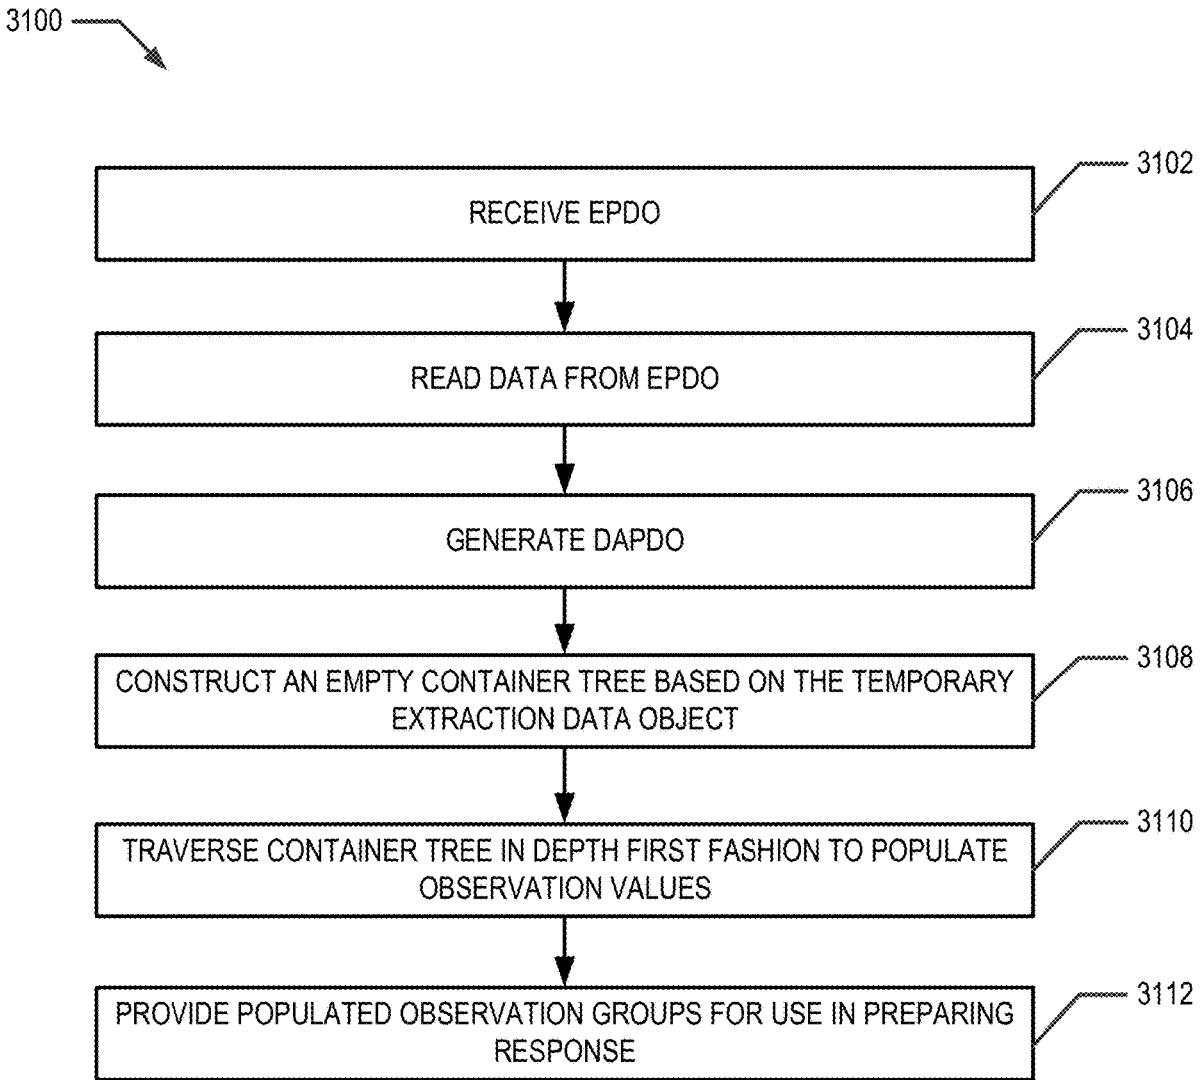 3100
3102
RECEIVE EPDO
3104
READ DATA FROM EPDO
3106
GENERATE DAPDO
3108
CONSTRUCT AN EMPTY CONTAINER TREE BASED ON THE TEMPORARY
EXTRACTION DATA OBJECT
3110
TRAVERSE CONTAINER TREE IN DEPTH FIRST FASHION TO POPULATE
OBSERVATION VALUES
3112
PROVIDE POPULATED OBSERVATION GROUPS FOR USE IN PREPARING
RESPONSE